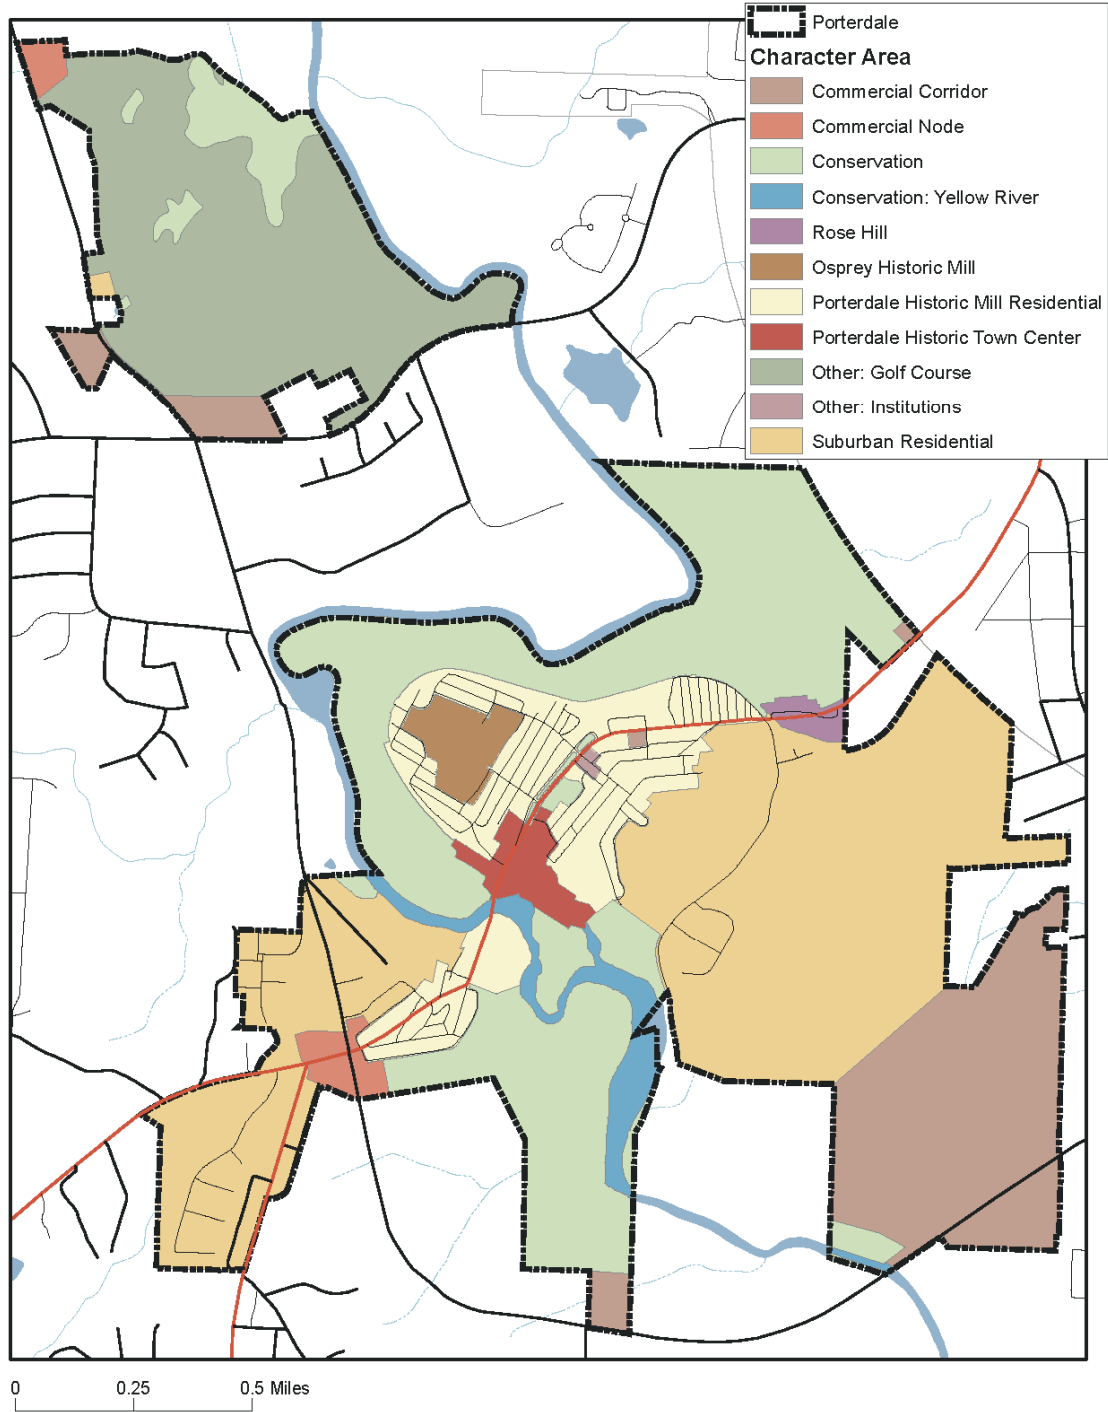 Porterdale
Character Area
Commercial Corridor
Commercial Node
Conservation
Conservation: Yellow River
Rose Hill
Osprey Historic Mill
Porterdale Historic Mill Residential
Porterdale Historic Town Center
Other: Golf Course
Other: Institutions
Suburban Residential
0 0.25 0.5 Miles